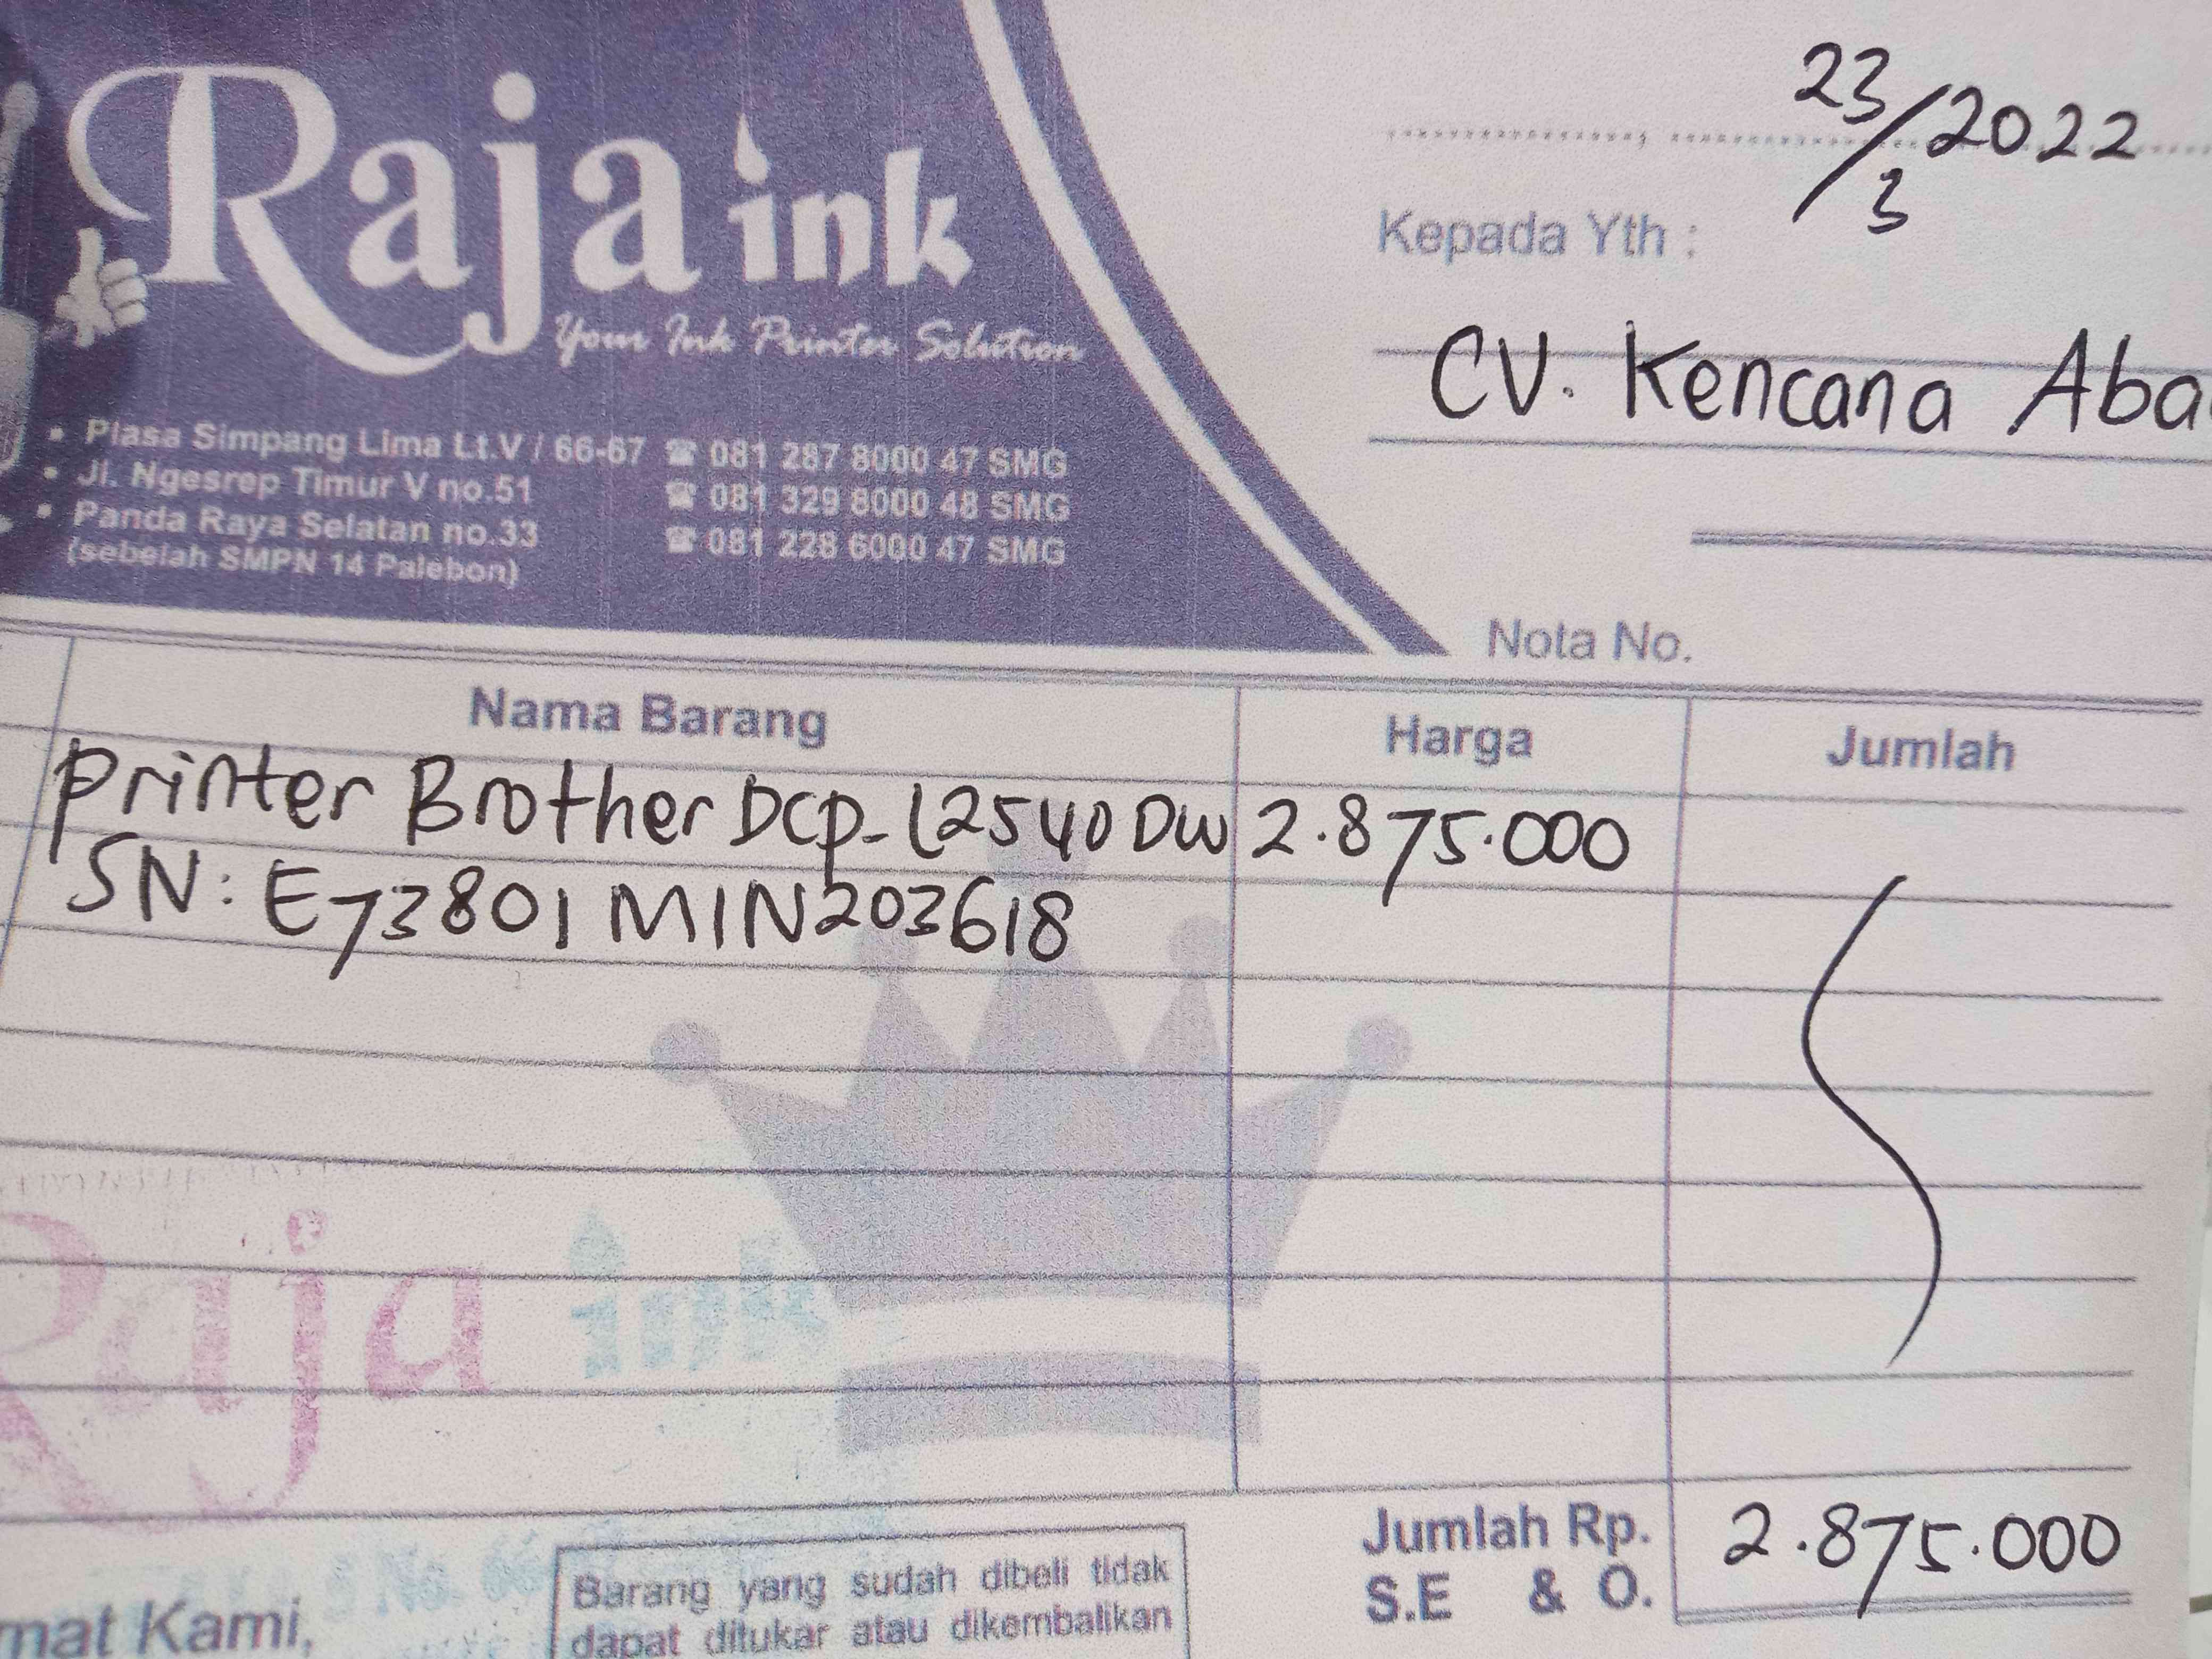 Raja ink
Your Ink Printer Solution
• Plasa Simpang Lima Lt.V / 66-67 ☎ 081 287 8000 47 SMG
• Jl. Ngesrep Timur V no.51 ☎ 081 329 8000 48 SMG
• Panda Raya Selatan no.33 ☎ 081 228 6000 47 SMG
(sebelah SMPN 14 Palebon)
23/3/2022
Kepada Yth :
CV. Kencana Aba
Nota No.
Nama Barang Harga Jumlah
Printer Brother DCP-L2540DW 2.875.000
SN: E73801M1N203618
Raja ink
Jumlah Rp. 2.875.000
S.E & O.
Barang yang sudah dibeli tidak
dapat ditukar atau dikembalikan
mat Kami,